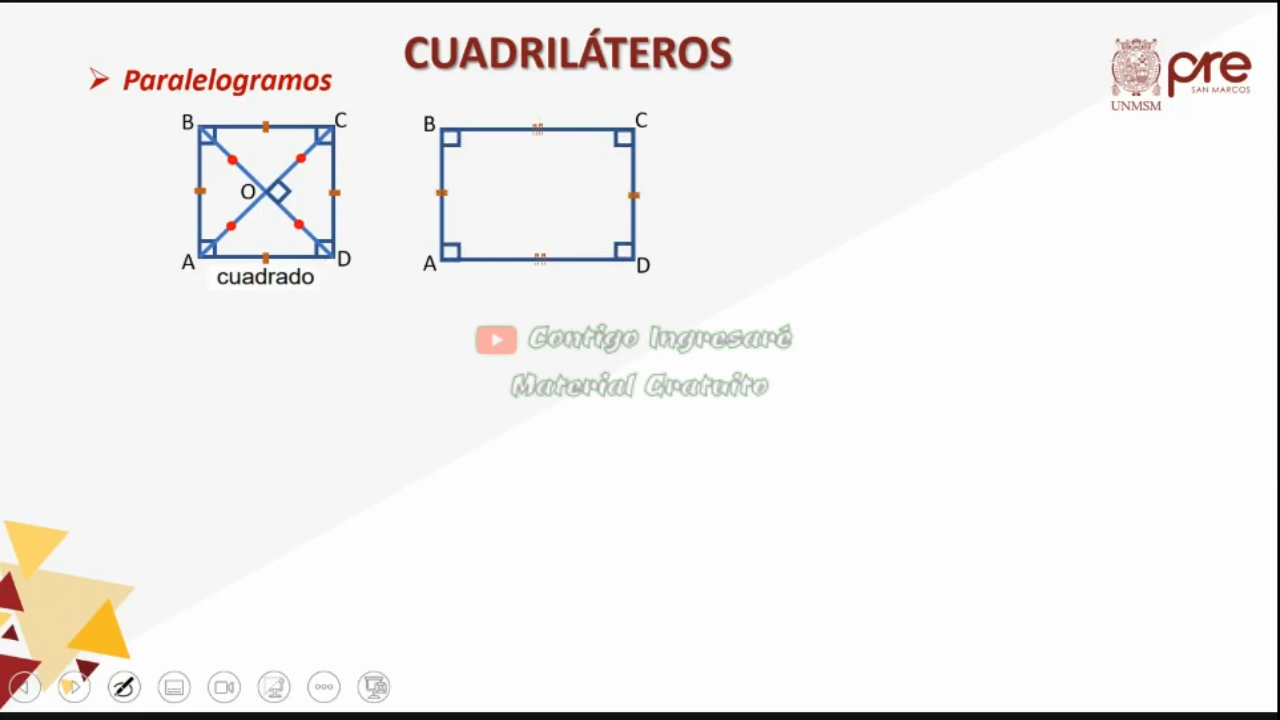 CUADRILÁTEROS
➢ Paralelogramos
pre
SAN MARCOS
UNMSM
B C
O
A D
cuadrado
B C
A D
Contigo Ingresaré
Material Gratuito